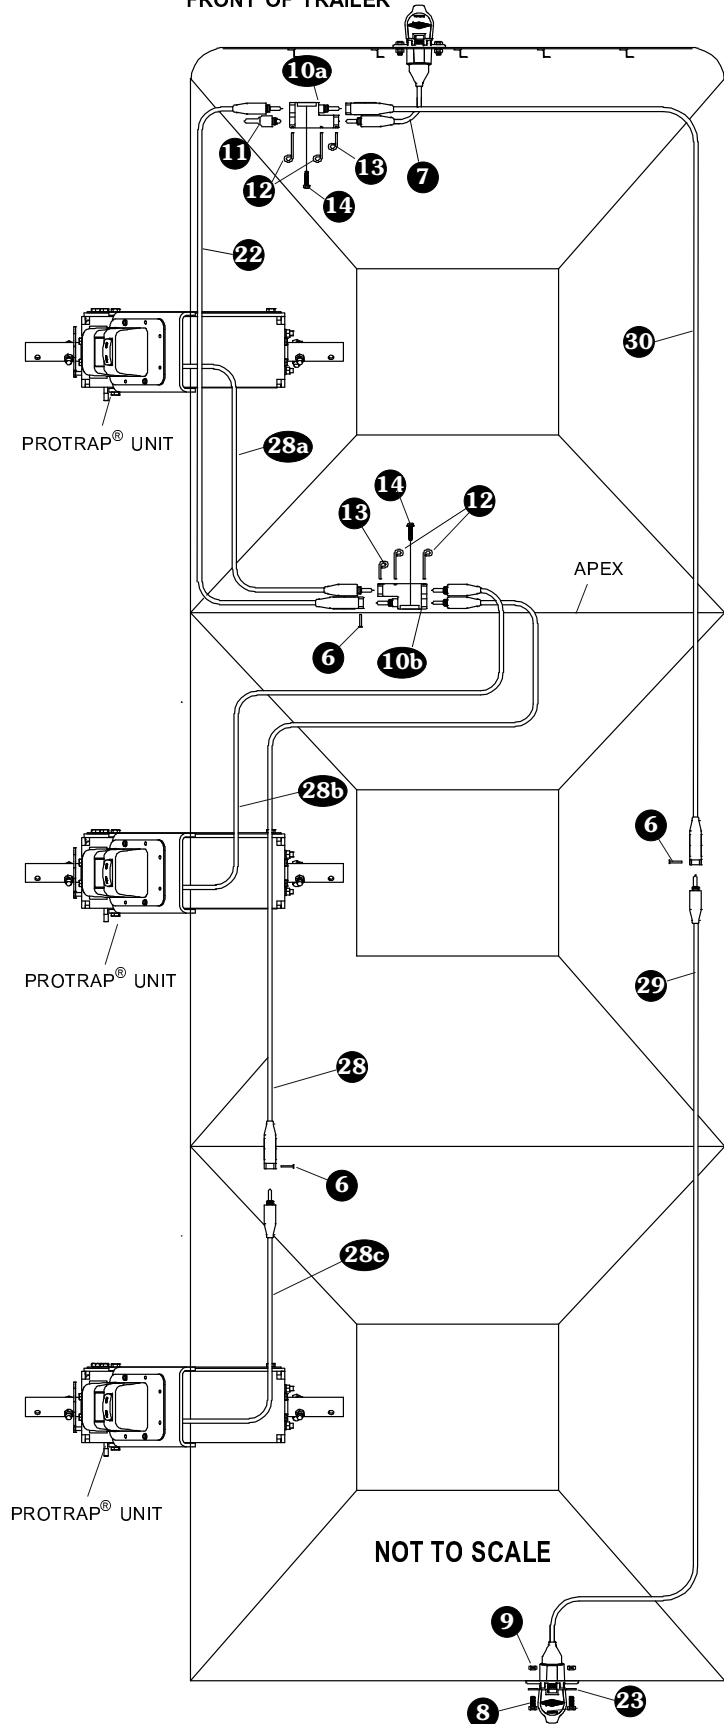 FRONT OF TRAILER
10a
11
12
13
7
14
22
30
PROTRAP® UNIT
28a
14
12
13
APEX
6
10b
28b
6
PROTRAP® UNIT
29
28
6
28c
PROTRAP® UNIT
NOT TO SCALE
9
8
23